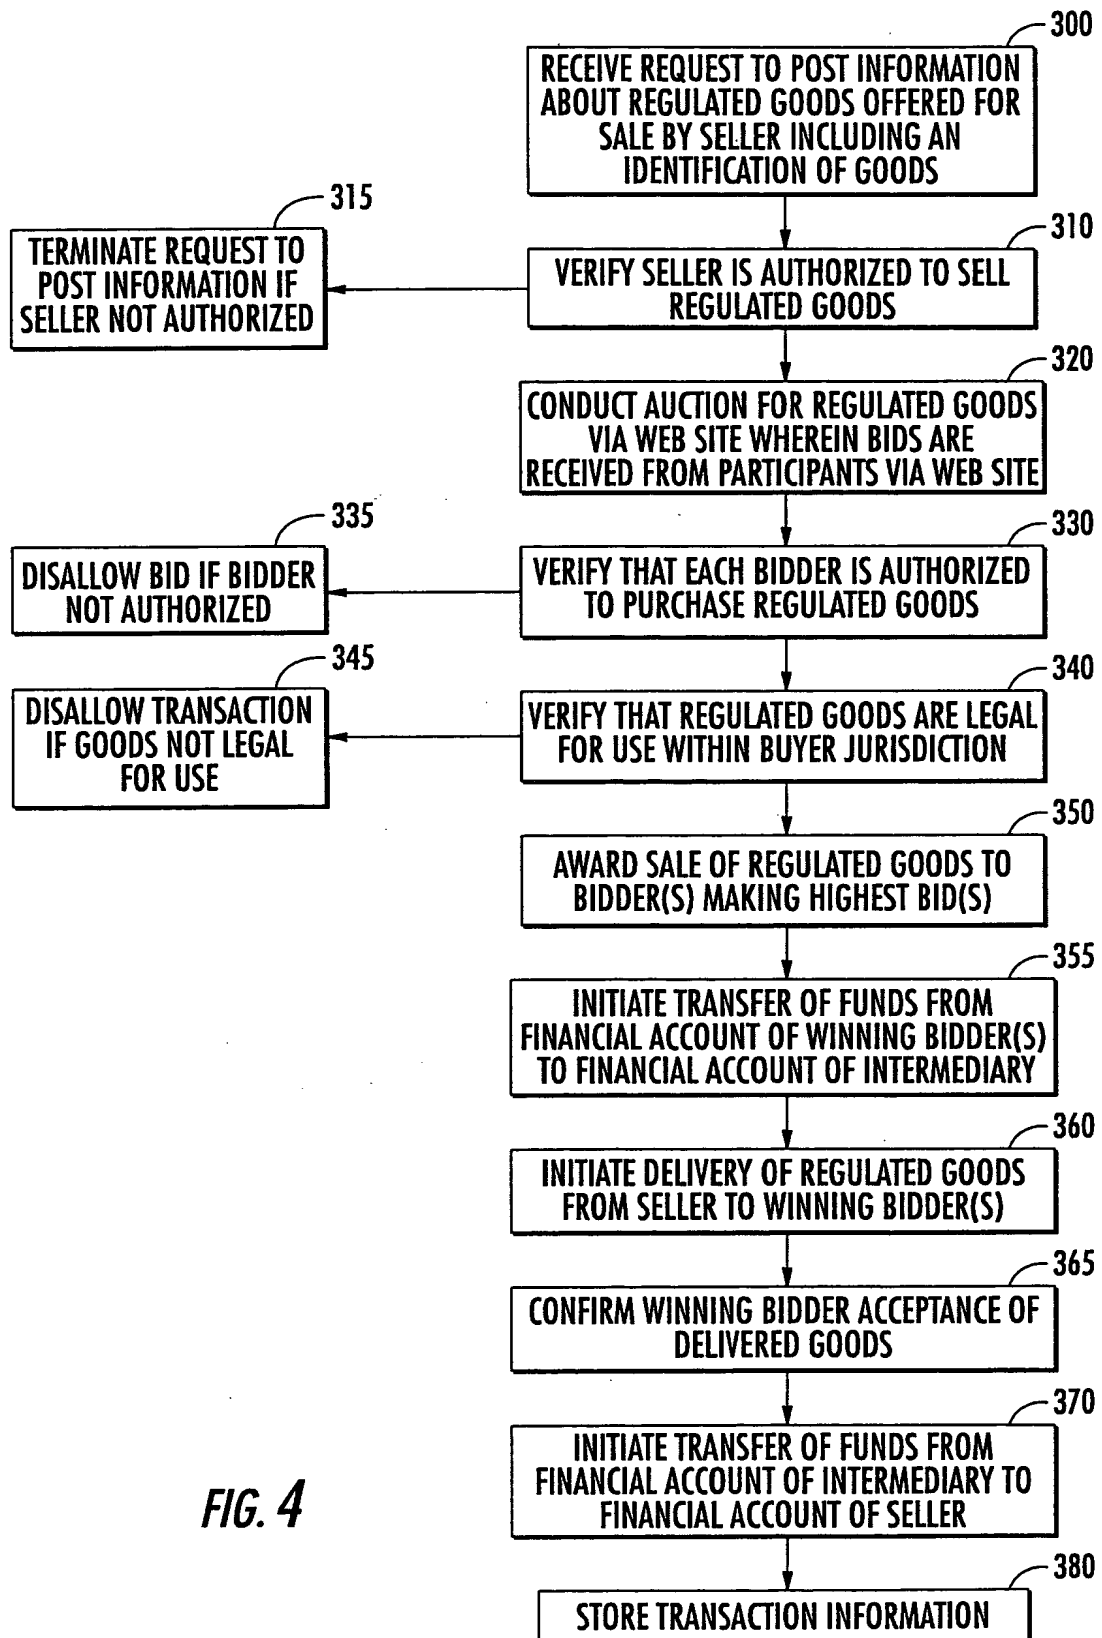 300
RECEIVE REQUEST TO POST INFORMATION
ABOUT REGULATED GOODS OFFERED FOR
SALE BY SELLER INCLUDING AN
IDENTIFICATION OF GOODS
315
TERMINATE REQUEST TO
POST INFORMATION IF
SELLER NOT AUTHORIZED
310
VERIFY SELLER IS AUTHORIZED TO SELL
REGULATED GOODS
320
CONDUCT AUCTION FOR REGULATED GOODS
VIA WEB SITE WHEREIN BIDS ARE
RECEIVED FROM PARTICIPANTS VIA WEB SITE
335
DISALLOW BID IF BIDDER
NOT AUTHORIZED
330
VERIFY THAT EACH BIDDER IS AUTHORIZED
TO PURCHASE REGULATED GOODS
345
DISALLOW TRANSACTION
IF GOODS NOT LEGAL
FOR USE
340
VERIFY THAT REGULATED GOODS ARE LEGAL
FOR USE WITHIN BUYER JURISDICTION
350
AWARD SALE OF REGULATED GOODS TO
BIDDER(S) MAKING HIGHEST BID(S)
355
INITIATE TRANSFER OF FUNDS FROM
FINANCIAL ACCOUNT OF WINNING BIDDER(S)
TO FINANCIAL ACCOUNT OF INTERMEDIARY
360
INITIATE DELIVERY OF REGULATED GOODS
FROM SELLER TO WINNING BIDDER(S)
365
CONFIRM WINNING BIDDER ACCEPTANCE OF
DELIVERED GOODS
370
INITIATE TRANSFER OF FUNDS FROM
FINANCIAL ACCOUNT OF INTERMEDIARY TO
FINANCIAL ACCOUNT OF SELLER
FIG. 4
380
STORE TRANSACTION INFORMATION